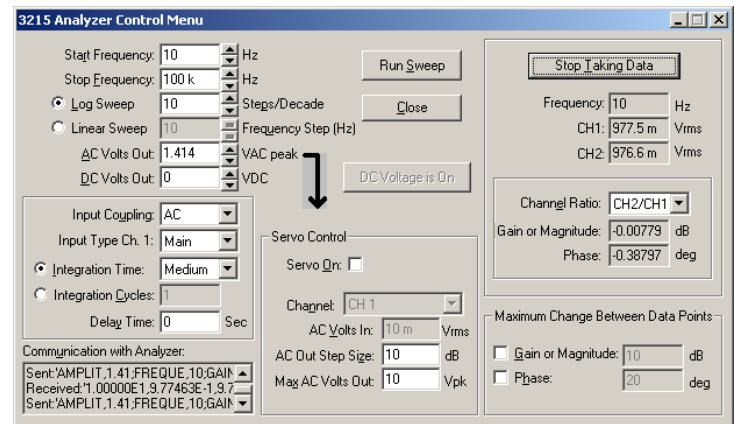 3215 Analyzer Control Menu
Start Frequency: 10 Hz
Stop Frequency: 100 k Hz
Log Sweep 10 Steps/Decade
Linear Sweep 10 Frequency Step (Hz)
AC Volts Out: 1.414 VAC peak
DC Volts Out: 0 VDC
Run Sweep
Close
DC Voltage is On
Input Coupling: AC
Input Type Ch. 1: Main
Integration Time: Medium
Integration Cycles: 1
Delay Time: 0 Sec
Communication with Analyzer:
Sent:'AMPLIT,1.41;FREQUE,10;GAIN
Received:'1.00000E1,9.77463E-1,9.7
Sent:'AMPLIT,1.41;FREQUE,10;GAIN
Servo Control
Servo On:
Channel: CH 1
AC Volts In: 10 m Vrms
AC Out Step Size: 10 dB
Max AC Volts Out: 10 Vpk
Stop Taking Data
Frequency: 10 Hz
CH1: 977.5 m Vrms
CH2: 976.6 m Vrms
Channel Ratio: CH2/CH1
Gain or Magnitude: -0.00779 dB
Phase: -0.38797 deg
Maximum Change Between Data Points
Gain or Magnitude: 10 dB
Phase: 20 deg